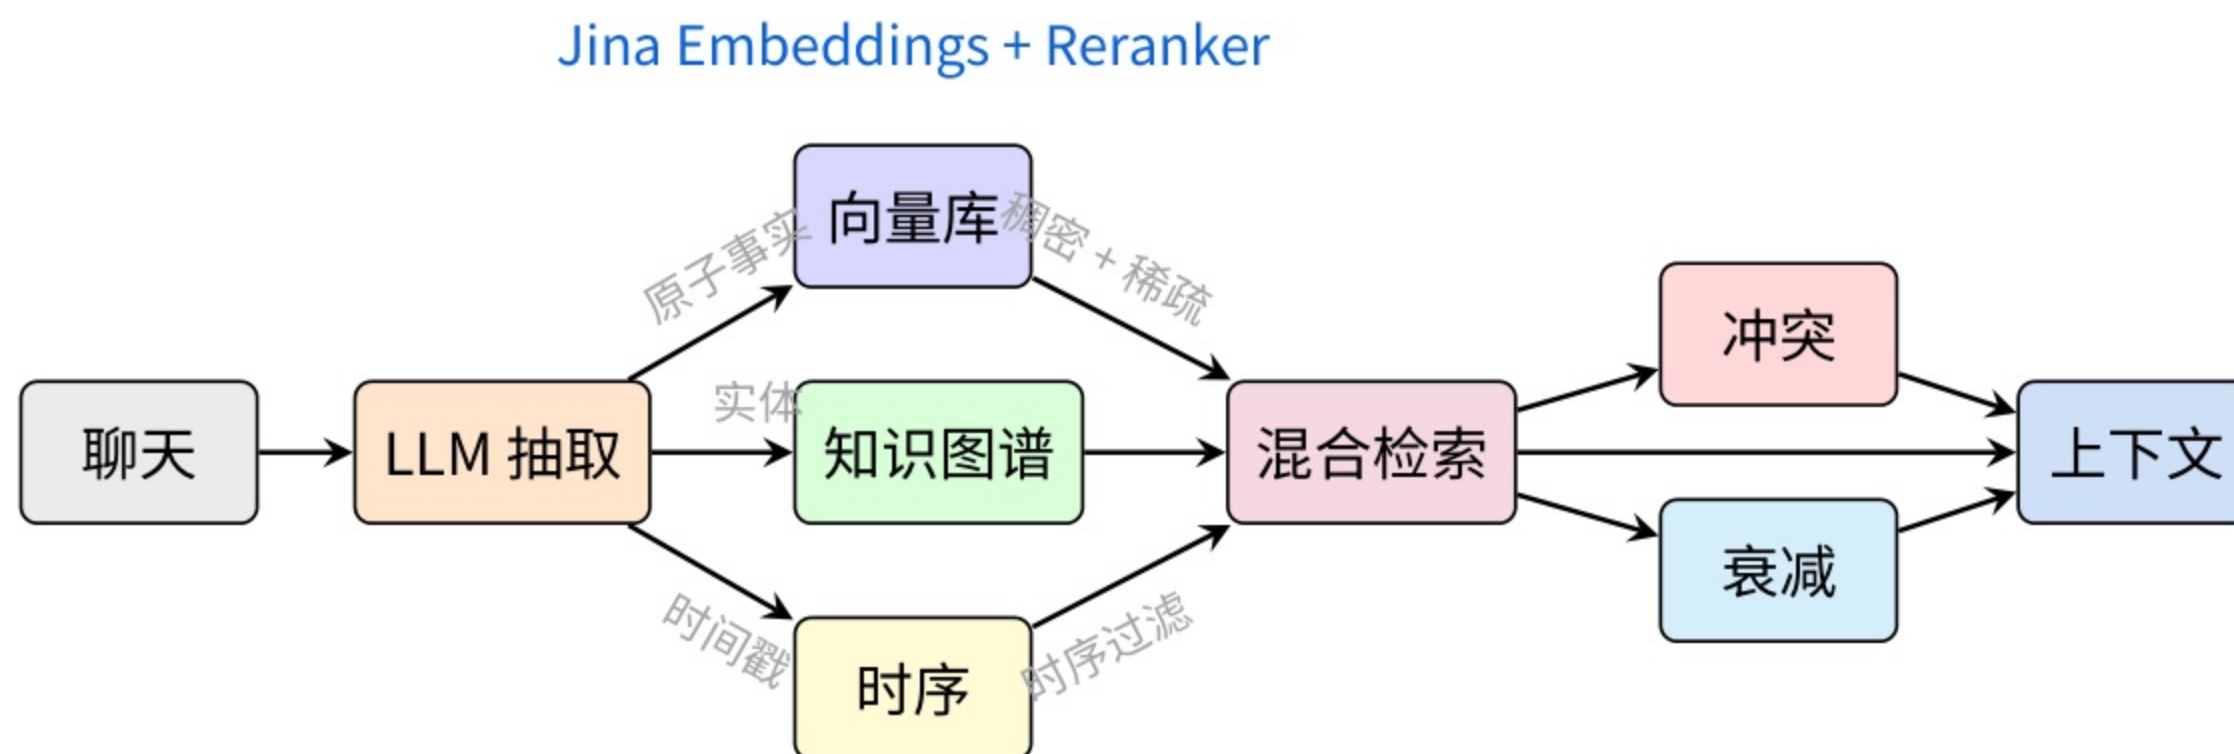 Jina Embeddings + Reranker
向量库
原子事实
稠密 + 稀疏
冲突
实体
聊天
LLM 抽取
知识图谱
混合检索
上下文
衰减
时间戳
时序过滤
时序